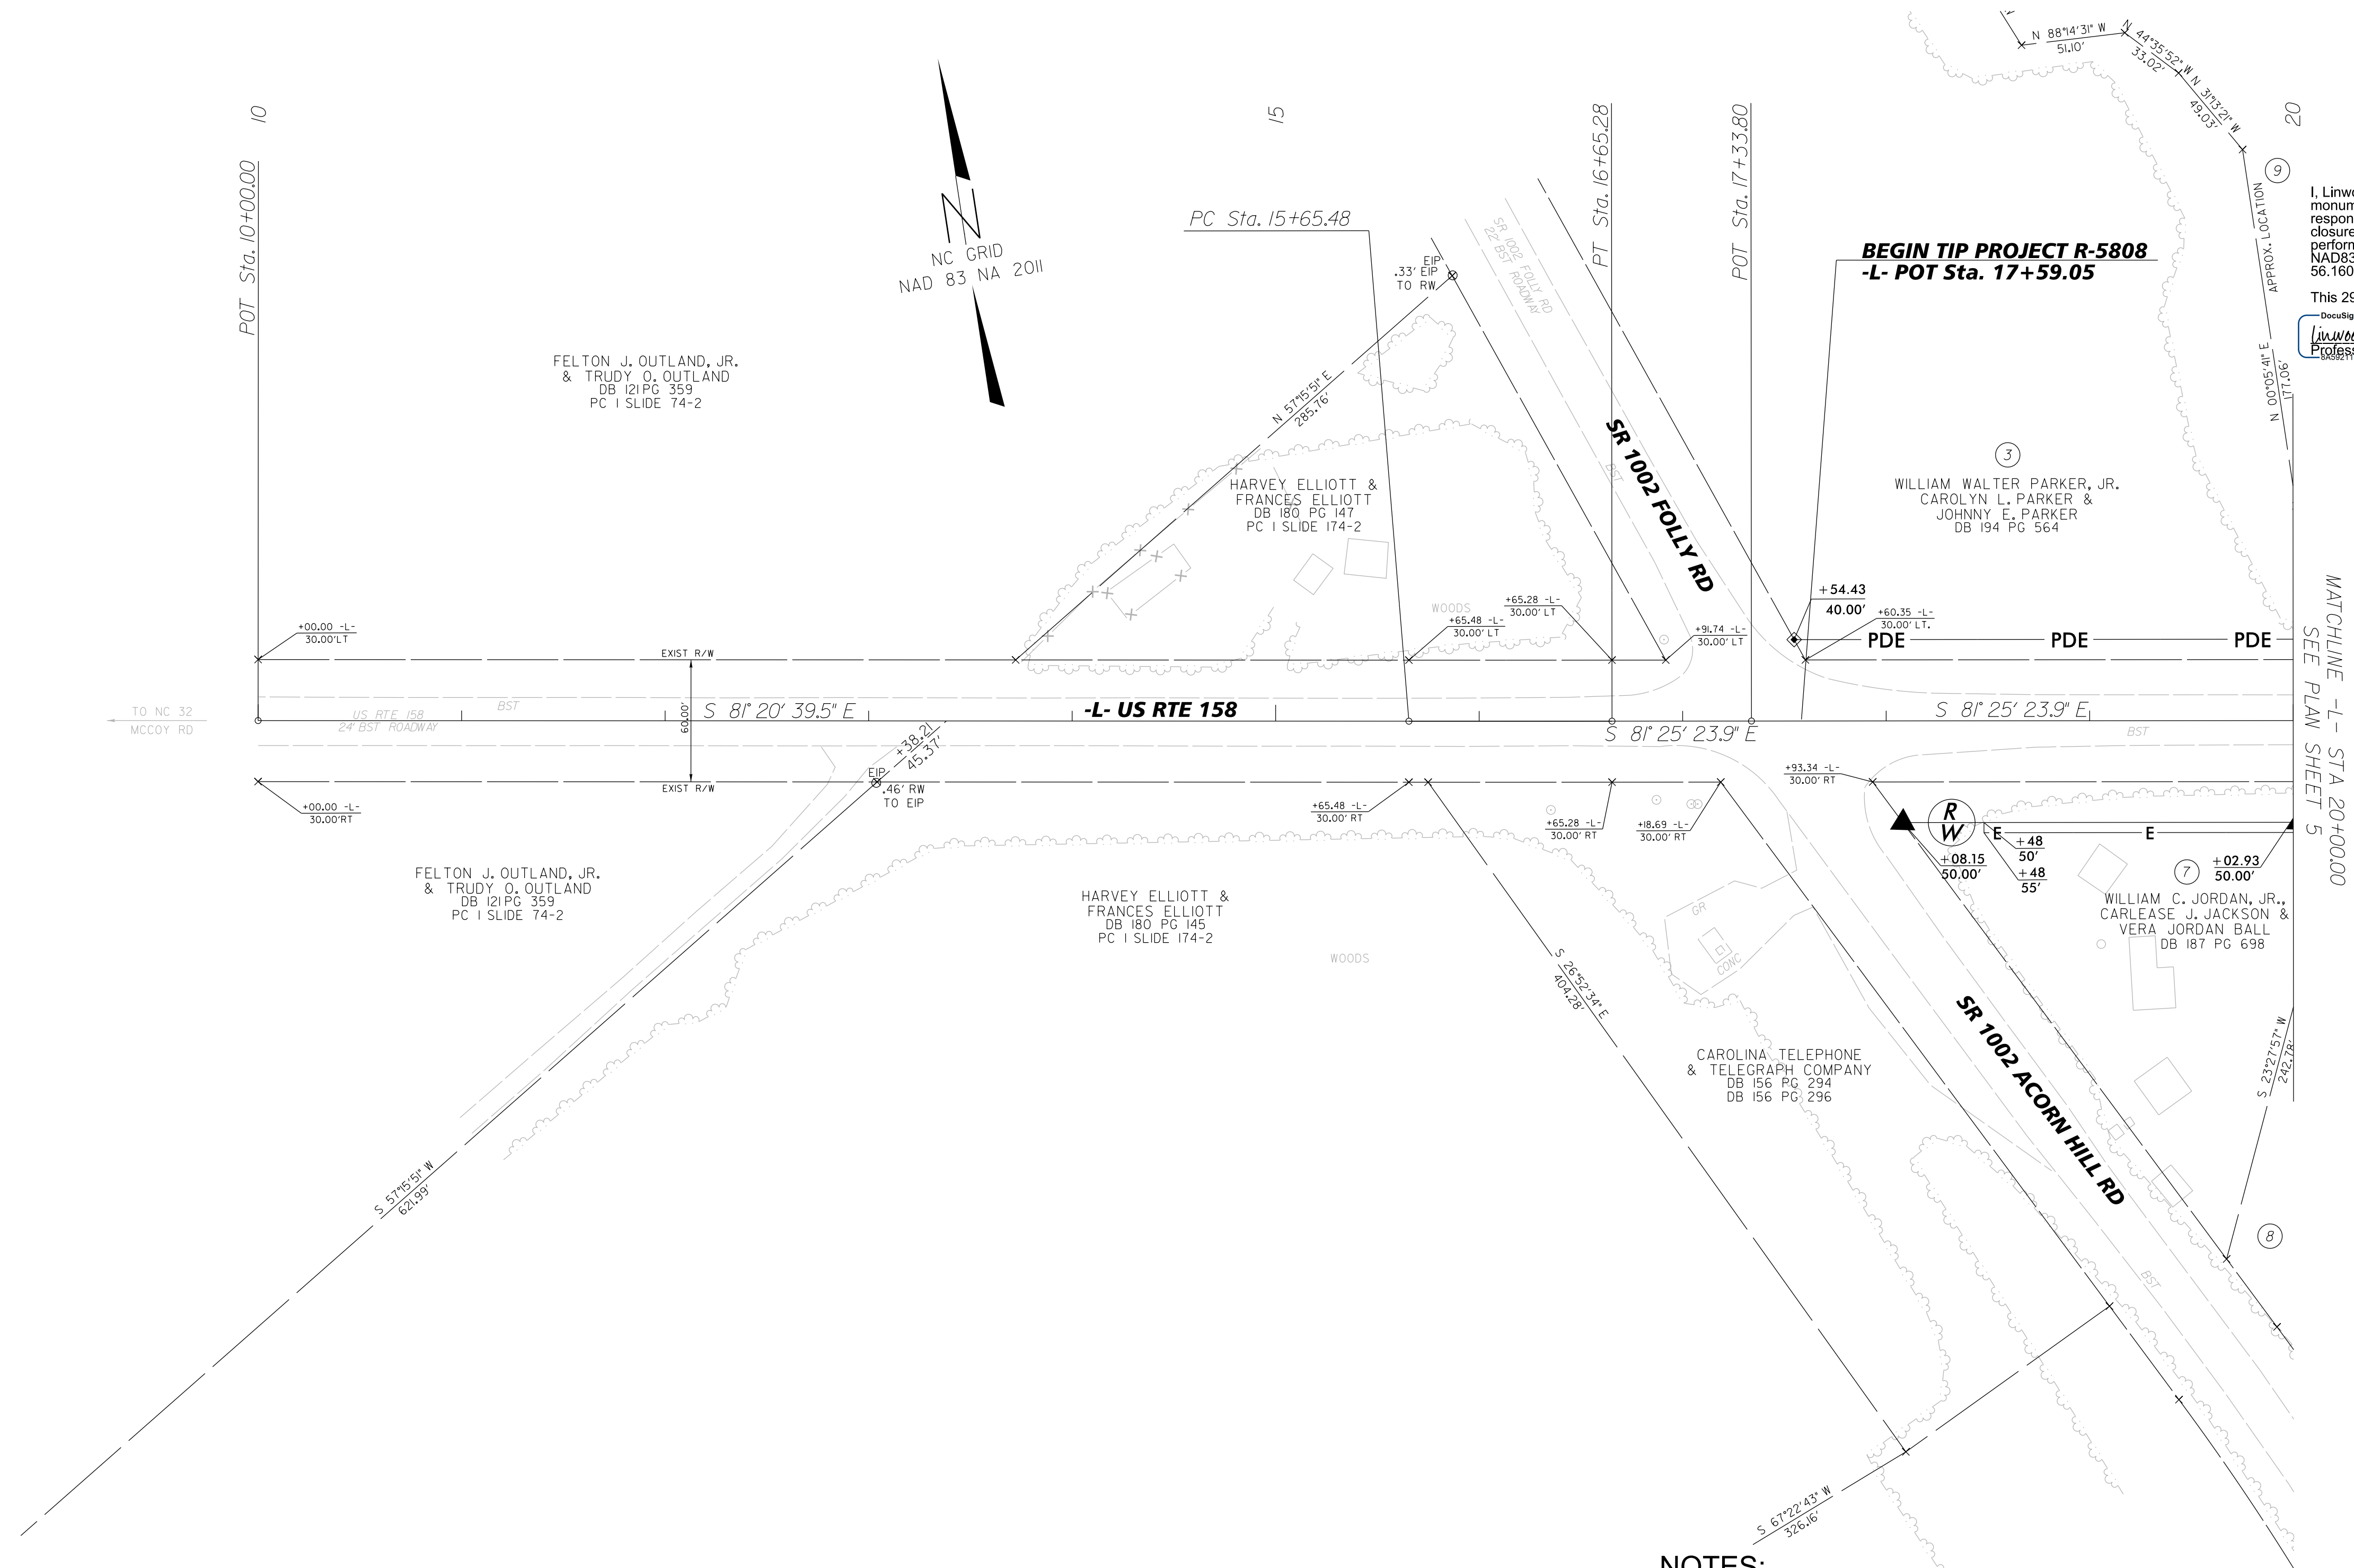 N 88°14'31" W
51.10'
N 44°35'52" W
33.02'
N 31°13'21" W
49.03'
10
15
20
POT Sta. 10+00.00
NC GRID
NAD 83 NA 2011
PC Sta. 15+65.48
PT Sta. 16+65.28
POT Sta. 17+33.80
BEGIN TIP PROJECT R-5808
-L- POT Sta. 17+59.05
9
APPROX. LOCATION
N 00°05'41" E
177.06'
I, Linwo
monum
respon
closure
perform
NAD83
56.160
This 29
DocuSig
Linwo
Profess
8A59211
EIP
.33' EIP
TO RW
SR 1002 FOLLY RD
22' BST ROADWAY
BST
SR 1002 FOLLY RD
FELTON J. OUTLAND, JR.
& TRUDY O. OUTLAND
DB 121 PG 359
PC 1 SLIDE 74-2
N 57°15'51" E
285.76'
HARVEY ELLIOTT &
FRANCES ELLIOTT
DB 180 PG 147
PC 1 SLIDE 174-2
3
WILLIAM WALTER PARKER, JR.
CAROLYN L. PARKER &
JOHNNY E. PARKER
DB 194 PG 564
WOODS
+65.28 -L-
30.00' LT
+65.48 -L-
30.00' LT
+91.74 -L-
30.00' LT
+54.43
40.00'
+60.35 -L-
30.00' LT.
PDE
PDE
PDE
+00.00 -L-
30.00'LT
EXIST R/W
60.00'
TO NC 32
MCCOY RD
US RTE 158
24' BST ROADWAY
BST
S 81° 20' 39.5" E
-L- US RTE 158
S 81° 25' 23.9" E
S 81° 25' 23.9" E
BST
MATCHLINE -L- STA 20+00.00
SEE PLAN SHEET 5
+38.21
45.37'
EIP
.46' RW
TO EIP
EXIST R/W
+00.00 -L-
30.00'RT
+65.48 -L-
30.00' RT
+65.28 -L-
30.00' RT
+18.69 -L-
30.00' RT
+93.34 -L-
30.00' RT
R
W
E
E
+48
50'
+08.15
50.00'
+48
55'
+02.93
50.00'
7
WILLIAM C. JORDAN, JR.,
CARLEASE J. JACKSON &
VERA JORDAN BALL
DB 187 PG 698
FELTON J. OUTLAND, JR.
& TRUDY O. OUTLAND
DB 121 PG 359
PC 1 SLIDE 74-2
HARVEY ELLIOTT &
FRANCES ELLIOTT
DB 180 PG 145
PC 1 SLIDE 174-2
WOODS
GR
CONC
S 26°52'34" E
404.28'
CAROLINA TELEPHONE
& TELEGRAPH COMPANY
DB 156 PG 294
DB 156 PG 296
SR 1002 ACORN HILL RD
S 23°27'57" W
242.78'
8
BST
S 57°15'51" W
621.99'
S 67°22'43" W
326.16'
NOTES: